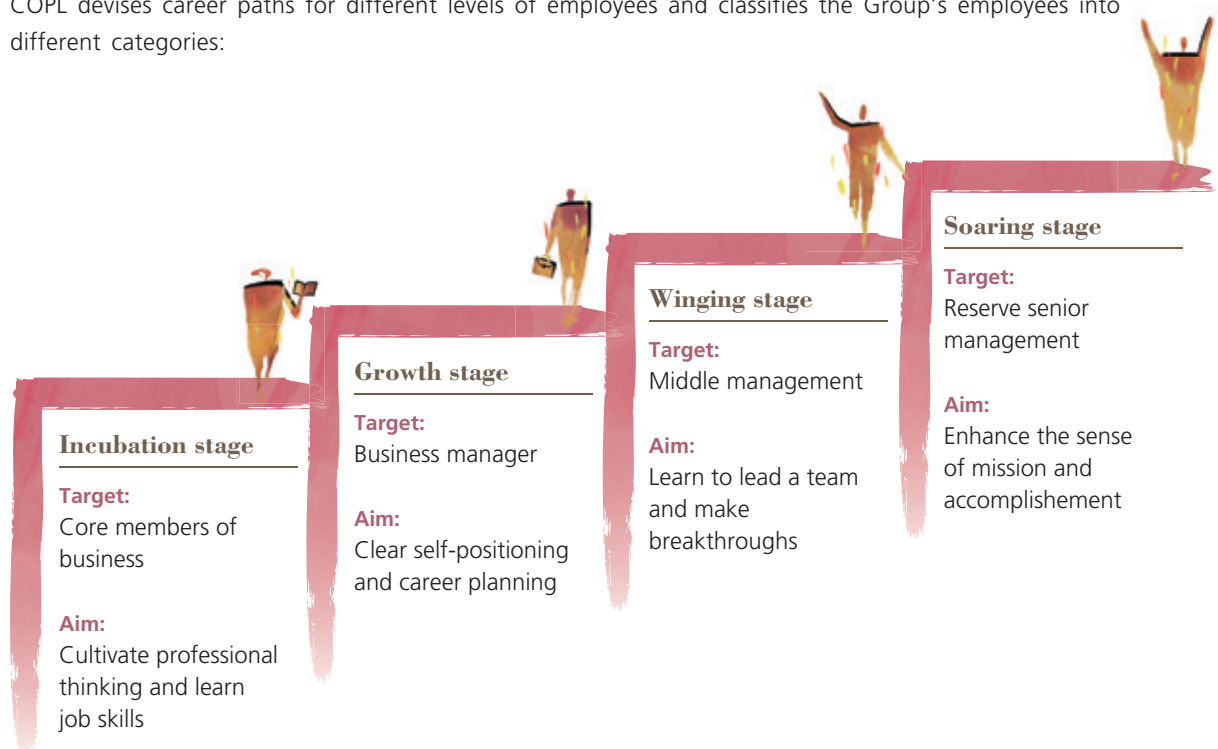 COPL devises career paths for different levels of employees and classifies the Group's employees into
different categories:
Incubation stage
Target:
Core members of
business
Aim:
Cultivate professional
thinking and learn
job skills
Growth stage
Target:
Business manager
Aim:
Clear self-positioning
and career planning
Winging stage
Target:
Middle management
Aim:
Learn to lead a team
and make
breakthroughs
Soaring stage
Target:
Reserve senior
management
Aim:
Enhance the sense
of mission and
accomplishement